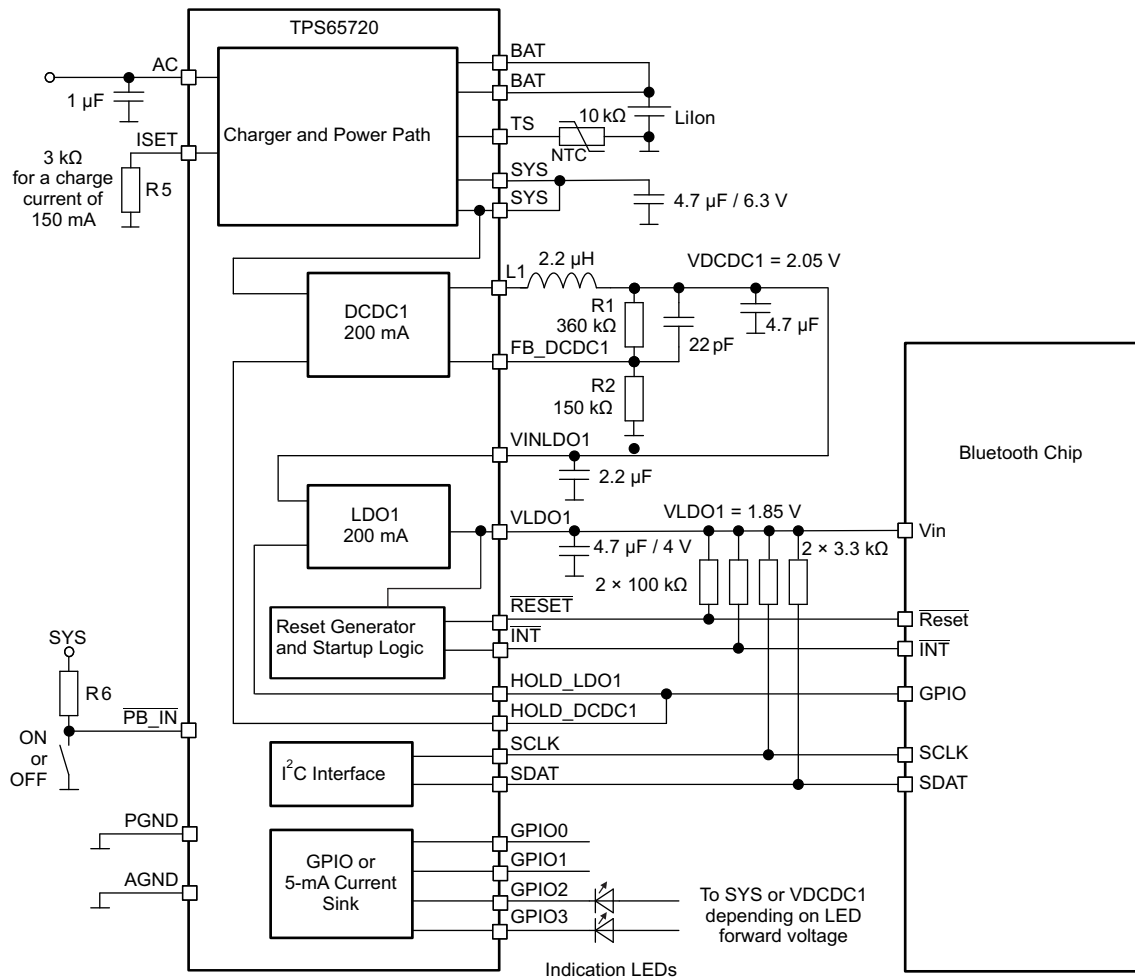 TPS65720
AC
1 µF
ISET
3 kΩ
for a charge
current of
150 mA
R5
Charger and Power Path
BAT
BAT
TS
10 kΩ
NTC
LiIon
SYS
SYS
4.7 µF / 6.3 V
DCDC1
200 mA
L1
2.2 µH
VDCDC1 = 2.05 V
R1
360 kΩ
22 pF
4.7 µF
FB_DCDC1
R2
150 kΩ
VINLDO1
2.2 µF
LDO1
200 mA
VLDO1
VLDO1 = 1.85 V
4.7 µF / 4 V
2 × 100 kΩ
2 × 3.3 kΩ
Bluetooth Chip
Vin
Reset Generator
and Startup Logic
RESET
INT
Reset
INT
HOLD_LDO1
HOLD_DCDC1
GPIO
SYS
R6
PB_IN
ON
or
OFF
I2C Interface
SCLK
SDAT
SCLK
SDAT
PGND
AGND
GPIO or
5-mA Current
Sink
GPIO0
GPIO1
GPIO2
GPIO3
To SYS or VDCDC1
depending on LED
forward voltage
Indication LEDs